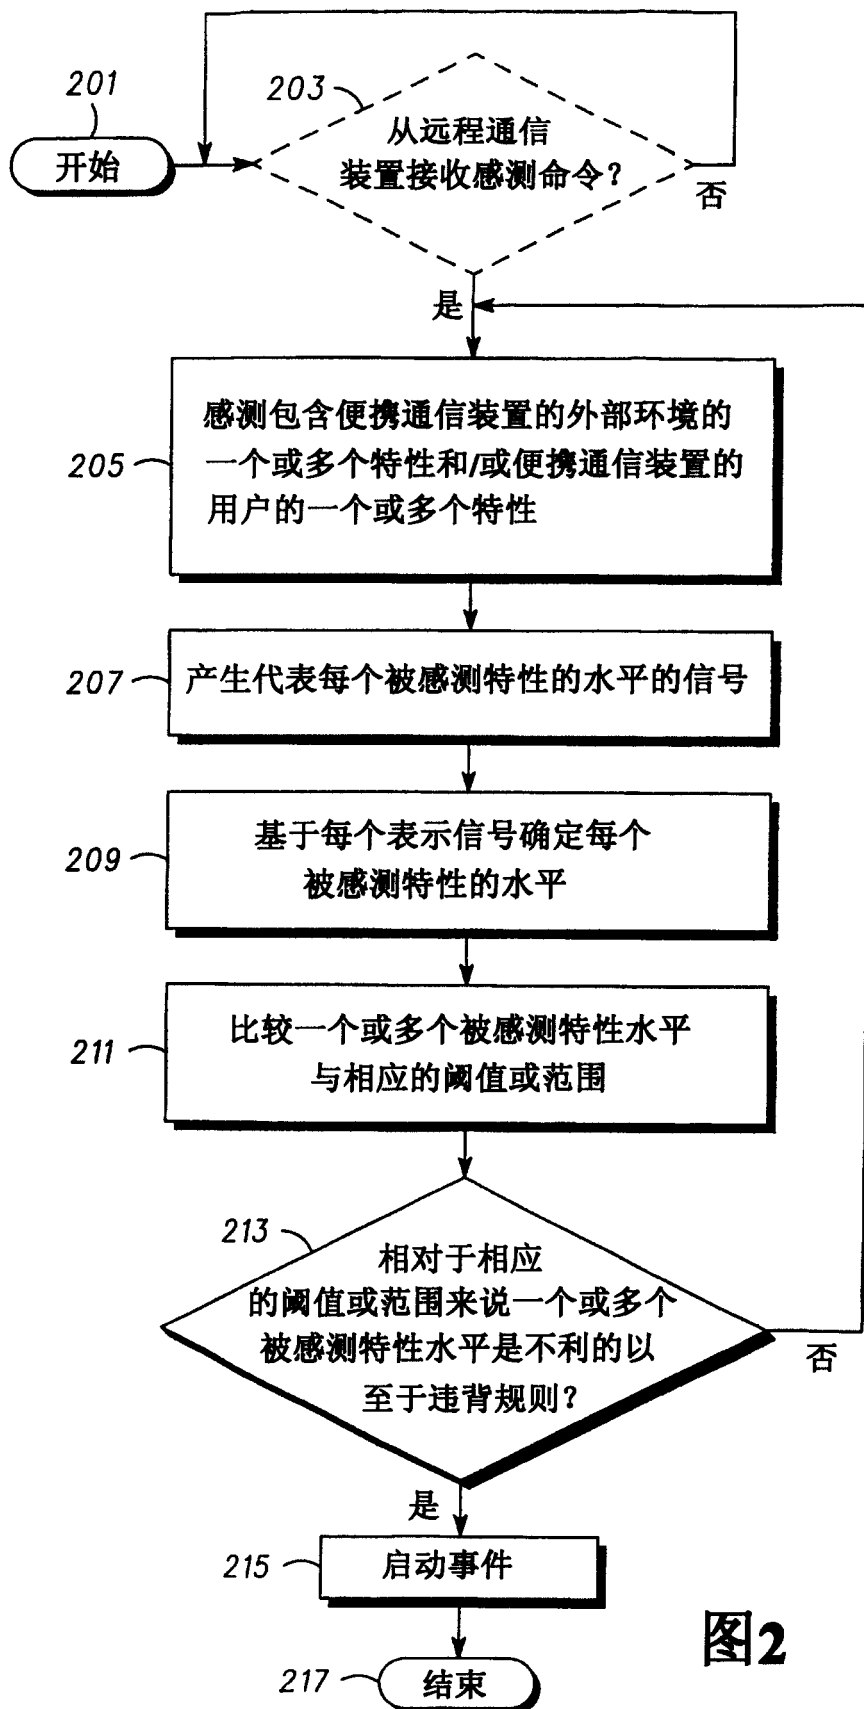 201
开始
203
从远程通信
装置接收感测命令？
否
是
205
感测包含便携通信装置的外部环境的
一个或多个特性和/或便携通信装置的
用户的一个或多个特性
207
产生代表每个被感测特性的水平的信号
209
基于每个表示信号确定每个
被感测特性的水平
211
比较一个或多个被感测特性水平
与相应的阈值或范围
213
相对于相应
的阈值或范围来说一个或多个
被感测特性水平是不利的以
至于违背规则？
否
是
215
启动事件
217
结束
图2